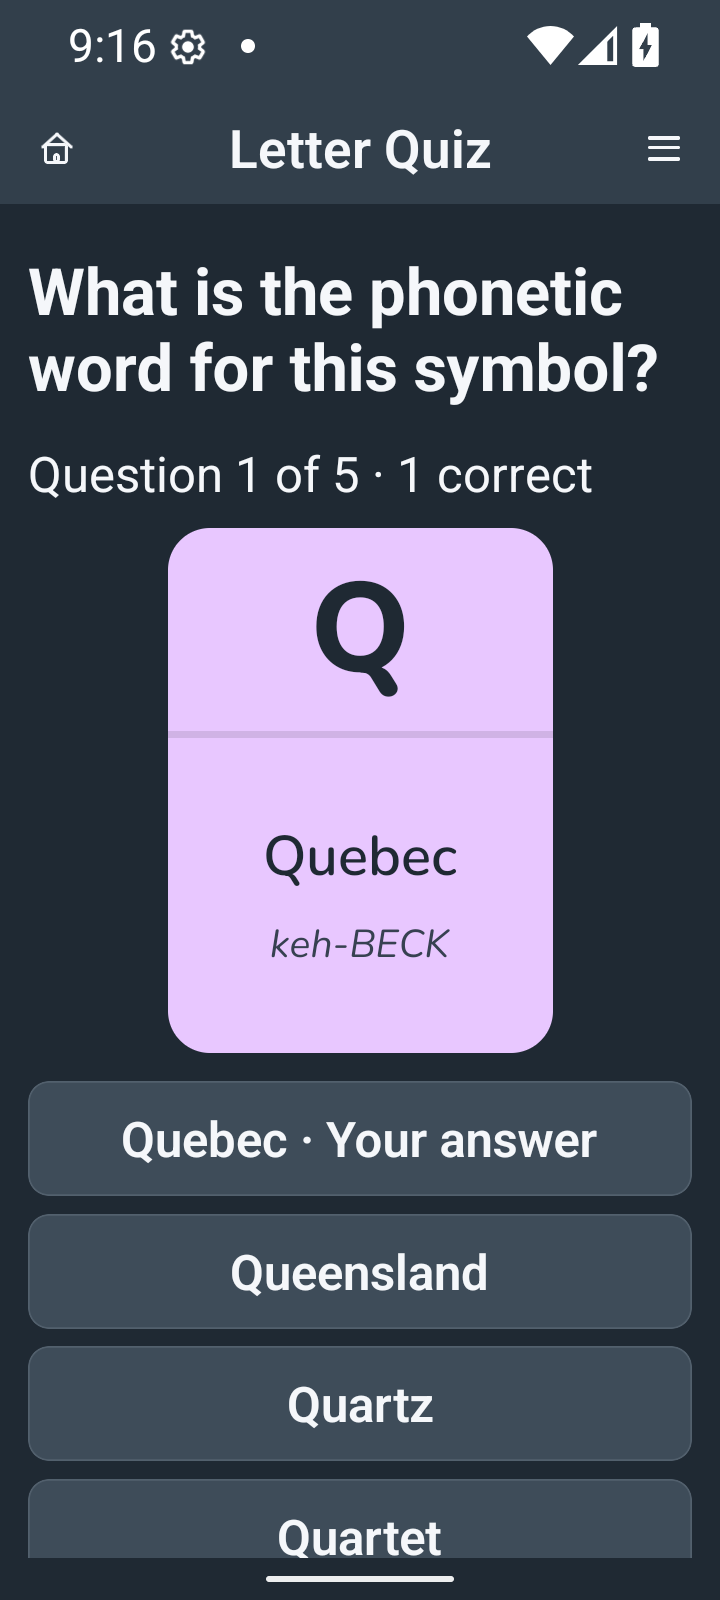 9:16
Letter Quiz
What is the phonetic
word for this symbol?
Question 1 of 5 · 1 correct
Q
Quebec
keh-BECK
Quebec · Your answer
Queensland
Quartz
Quartet